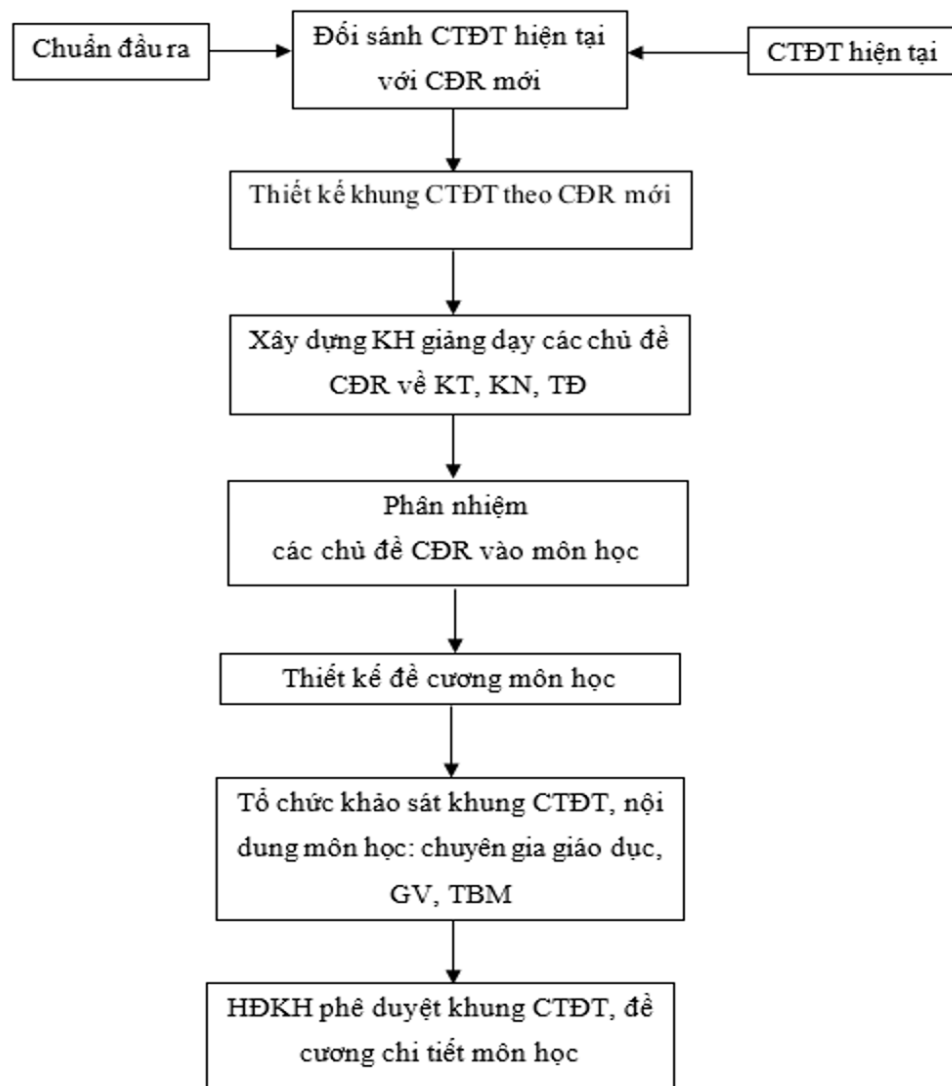 Chuẩn đầu ra
Đối sánh CTĐT hiện tại
với CĐR mới
CTĐT hiện tại
Thiết kế khung CTĐT theo CĐR mới
Xây dựng KH giảng dạy các chủ đề
CĐR về KT, KN, TĐ
Phân nhiệm
các chủ đề CĐR vào môn học
Thiết kế đề cương môn học
Tổ chức khảo sát khung CTĐT, nội
dung môn học: chuyên gia giáo dục,
GV, TBM
HĐKH phê duyệt khung CTĐT, đề
cương chi tiết môn học